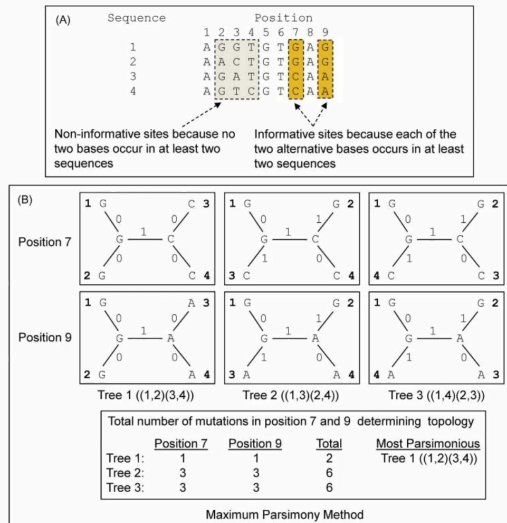 (A)
Sequence Position
1 2 3 4 5 6 7 8 9
1 A G G T G T G A G
2 A A C T G T G A G
3 A G A T G T C A A
4 A G T C G T C A A
Non-informative sites because no two bases occur in at least two sequences
Informative sites because each of the two alternative bases occurs in at least two sequences
(B)
Position 7
1 G C 3
0 0
G 1 C
0 0
2 G C 4
1 G G 2
0 1
G 1 C
1 0
3 C C 4
1 G G 2
0 1
G 1 C
1 0
4 C C 3
Position 9
1 G A 3
0 0
G 1 A
0 0
2 G A 4
1 G G 2
0 1
G 1 A
1 0
3 A A 4
1 G G 2
0 1
G 1 A
1 0
4 A A 3
Tree 1 ((1,2)(3,4)) Tree 2 ((1,3)(2,4)) Tree 3 ((1,4)(2,3))
Total number of mutations in position 7 and 9 determining topology
Position 7 Position 9 Total Most Parsimonious
Tree 1: 1 1 2 Tree 1 ((1,2)(3,4))
Tree 2: 3 3 6
Tree 3: 3 3 6
Maximum Parsimony Method